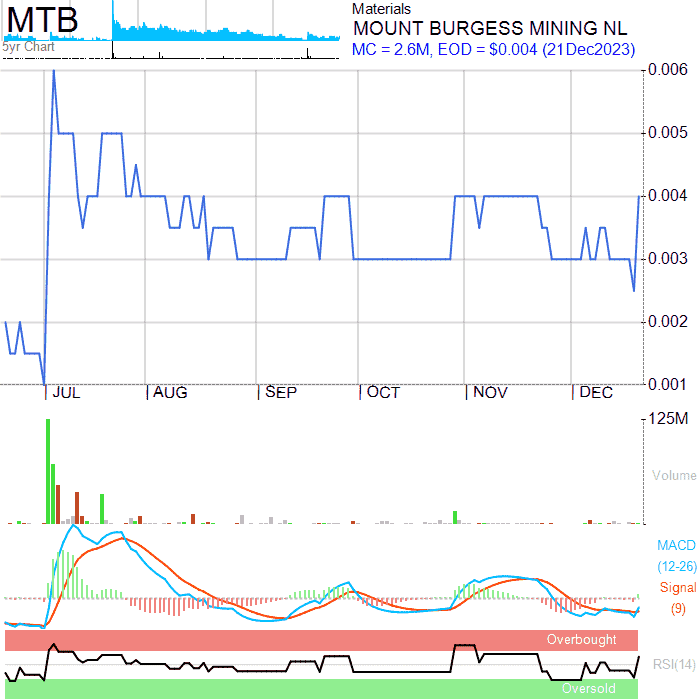 MTB
5yr Chart
Materials
MOUNT BURGESS MINING NL
MC = 2.6M, EOD = $0.004 (21Dec2023)
0.006
0.005
0.004
0.003
0.002
0.001
JUL AUG SEP OCT NOV DEC
125M
Volume
MACD
(12-26)
Signal
(9)
Overbought
RSI(14)
Oversold